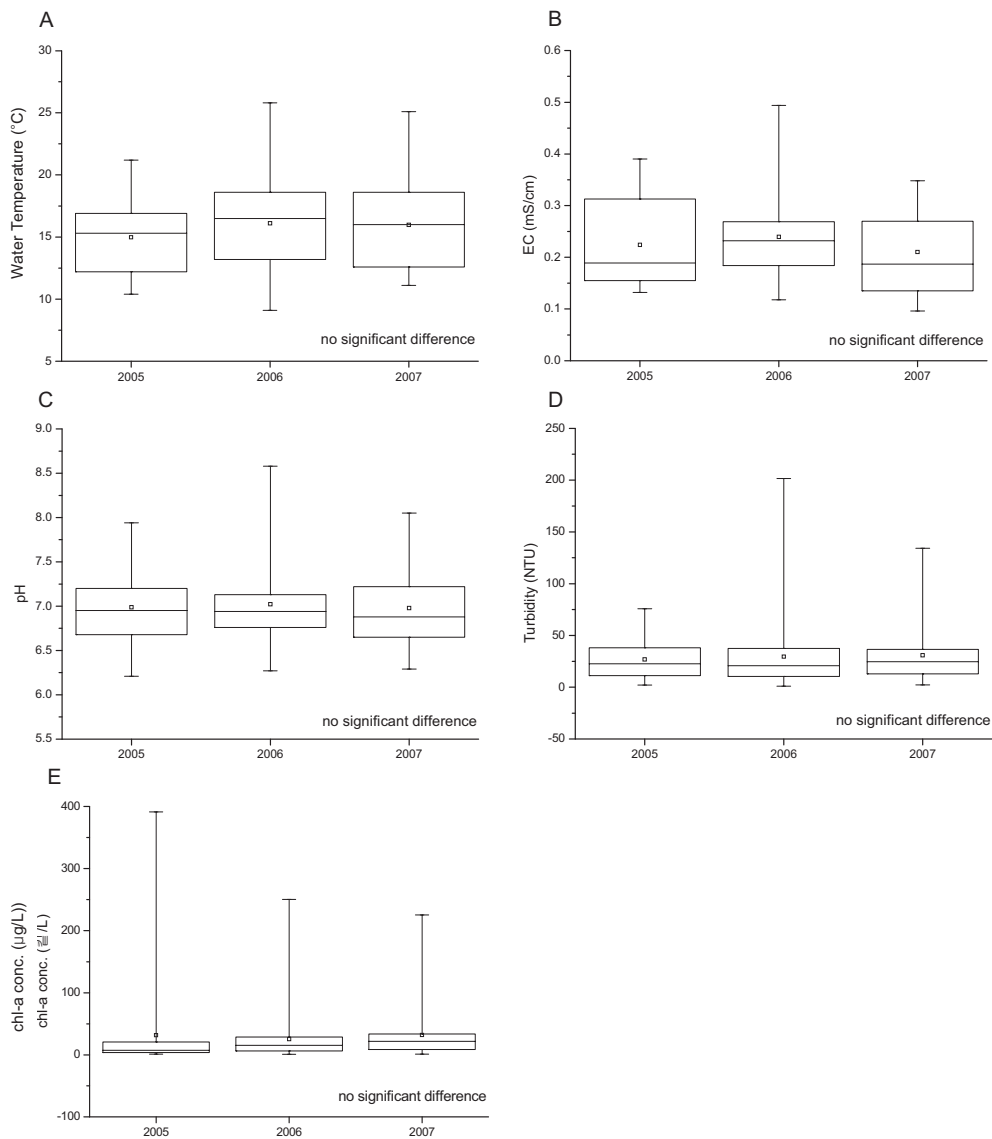 A
30
25
20
15
10
5
Water Temperature (°C)
no significant difference
2005 2006 2007
B
0.6
0.5
0.4
0.3
0.2
0.1
0.0
EC (mS/cm)
no significant difference
2005 2006 2007
C
9.0
8.5
8.0
7.5
7.0
6.5
6.0
5.5
pH
no significant difference
2005 2006 2007
D
250
200
150
100
50
0
-50
Turbidity (NTU)
no significant difference
2005 2006 2007
E
400
300
200
100
0
-100
chl-a conc. (µg/L))
chl-a conc. (㎍/L)
no significant difference
2005 2006 2007